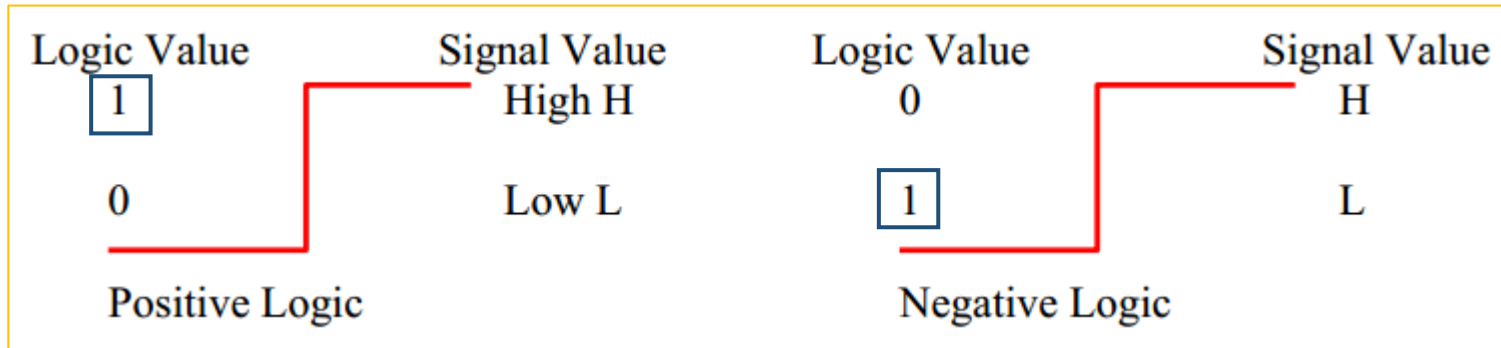 Logic Value Signal Value Logic Value Signal Value
1 High H 0 H
0 Low L 1 L
Positive Logic Negative Logic